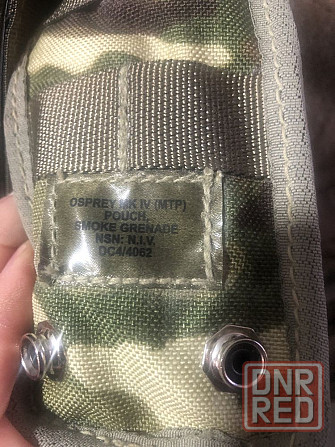 OSPREY MK IV (MTP)
POUCH,
SMOKE GRENADE
NSN: N.I.V.
DC4/4062
DNR
RED